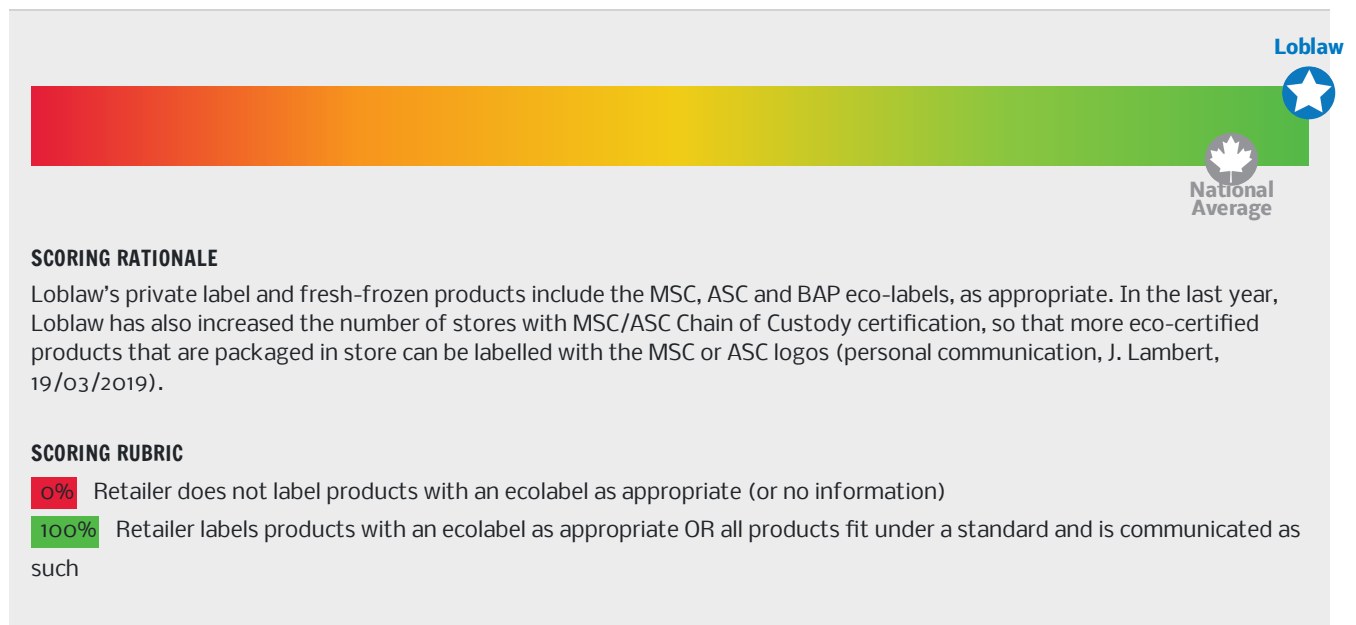 Loblaw
National
Average
SCORING RATIONALE
Loblaw's private label and fresh-frozen products include the MSC, ASC and BAP eco-labels, as appropriate. In the last year,
Loblaw has also increased the number of stores with MSC/ASC Chain of Custody certification, so that more eco-certified
products that are packaged in store can be labelled with the MSC or ASC logos (personal communication, J. Lambert,
19/03/2019).
SCORING RUBRIC
0% Retailer does not label products with an ecolabel as appropriate (or no information)
100% Retailer labels products with an ecolabel as appropriate OR all products fit under a standard and is communicated as
such